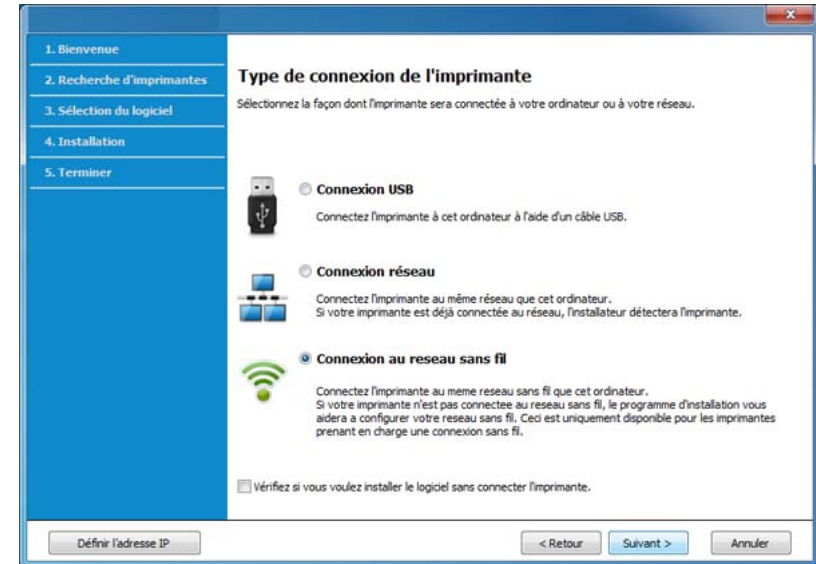 1. Bienvenue
2. Recherche d'imprimantes
3. Sélection du logiciel
4. Installation
5. Terminer
Type de connexion de l'imprimante
Sélectionnez la façon dont l'imprimante sera connectée à votre ordinateur ou à votre réseau.
Connexion USB
Connectez l'imprimante à cet ordinateur à l'aide d'un câble USB.
Connexion réseau
Connectez l'imprimante au même réseau que cet ordinateur.
Si votre imprimante est déjà connectée au réseau, l'installateur détectera l'imprimante.
Connexion au reseau sans fil
Connectez l'imprimante au meme reseau sans fil que cet ordinateur.
Si votre imprimante n'est pas connectee au reseau sans fil, le programme d'installation vous
aidera a configurer votre reseau sans fil. Ceci est uniquement disponible pour les imprimantes
prenant en charge une connexion sans fil.
Vérifiez si vous voulez installer le logiciel sans connecter l'imprimante.
Définir l'adresse IP
< Retour
Suivant >
Annuler